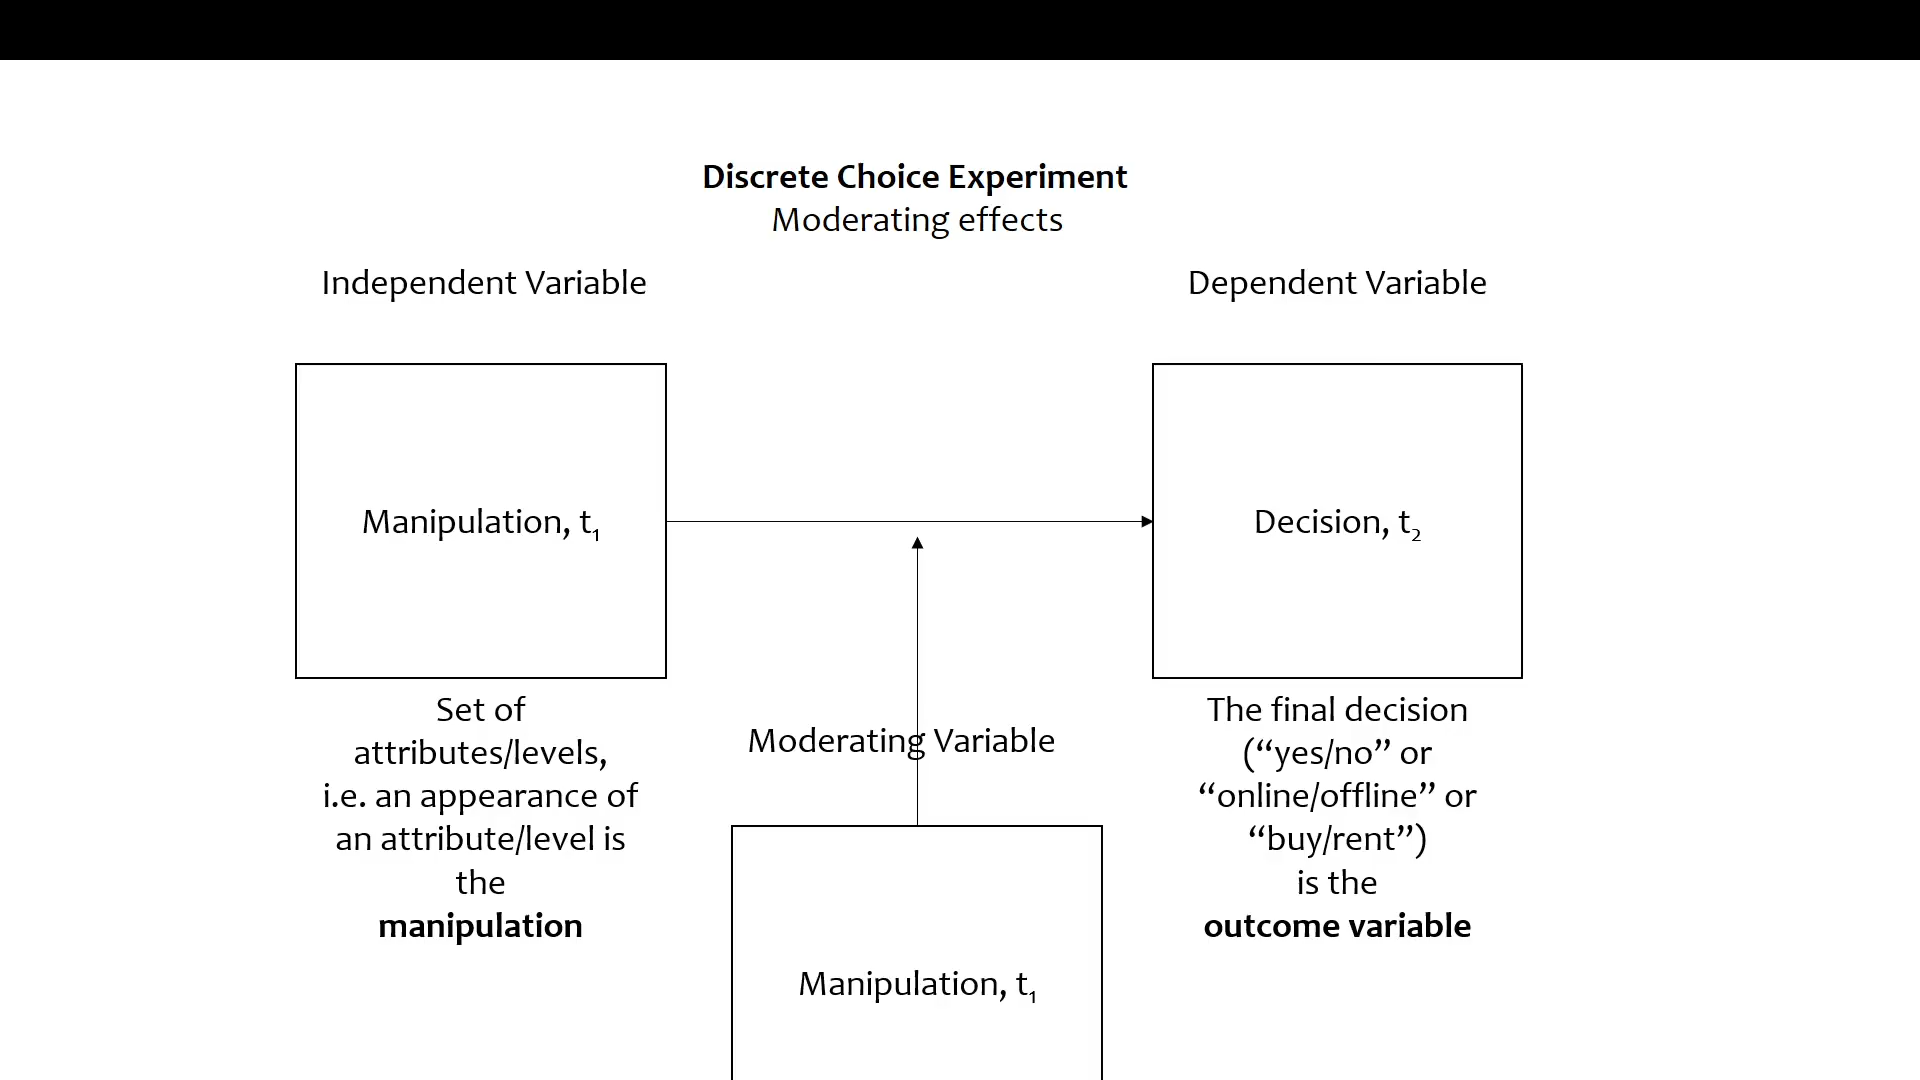 Discrete Choice Experiment
Moderating effects
Independent Variable
Dependent Variable
Manipulation, t₁
Decision, t₂
Set of
attributes/levels,
i.e. an appearance of
an attribute/level is
the
manipulation
Moderating Variable
The final decision
(“yes/no” or
“online/offline” or
“buy/rent”)
is the
outcome variable
Manipulation, t₁